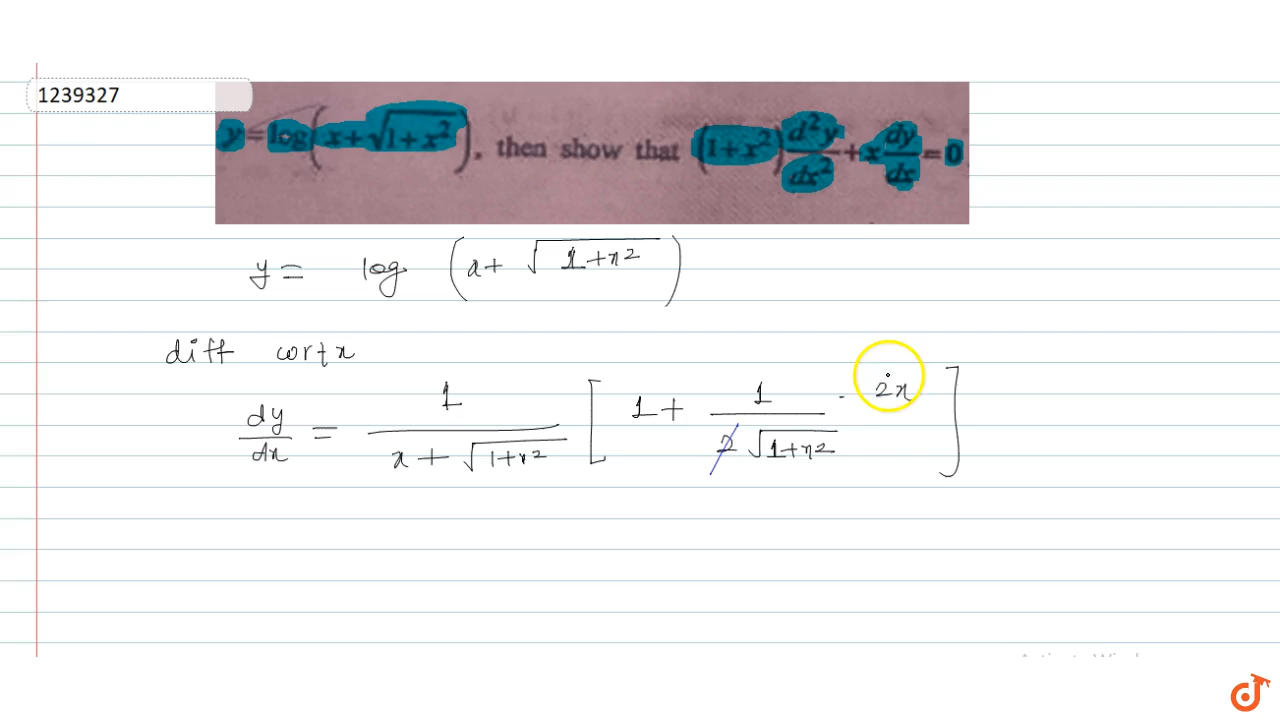 1239327
y = log(x + √(1 + x²)), then show that (1 + x²) d²y/dx² + x dy/dx = 0
y = log (x + √(1+x²))
diff wrt x
dy/dx = 1/(x + √(1+x²)) [1 + 1/(2√(1+x²)) · 2x]